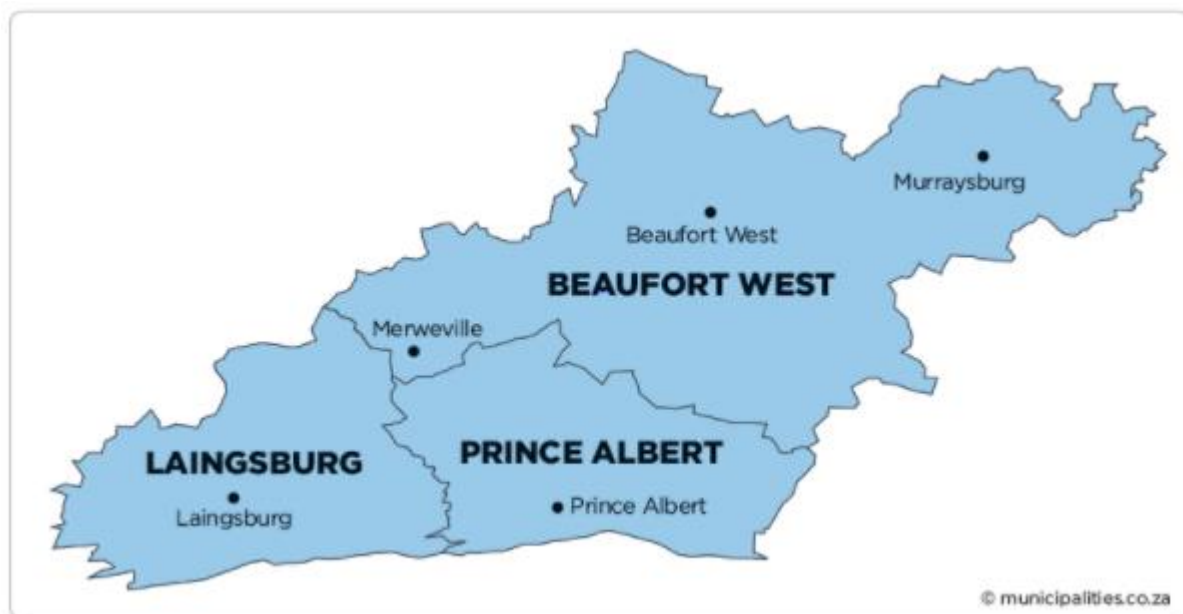 Murraysburg
Beaufort West
BEAUFORT WEST
Merweville
LAINGSBURG
PRINCE ALBERT
Laingsburg
Prince Albert
© municipalities.co.za